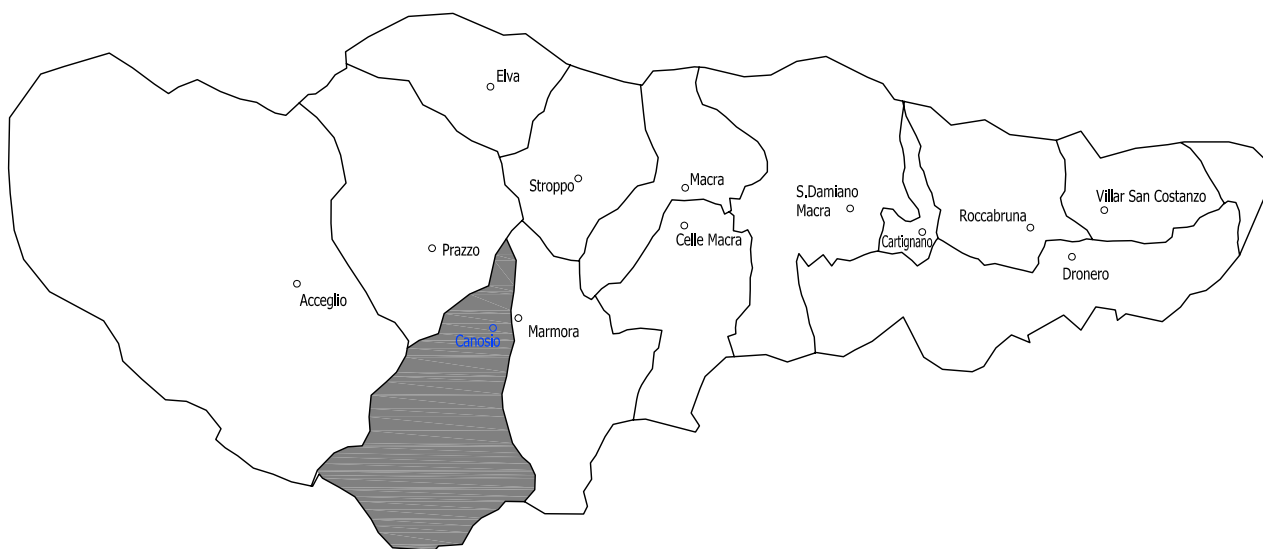 Elva
Stroppo
Macra
S.Damiano
Macra
Villar San Costanzo
Roccabruna
Celle Macra
Cartignano
Prazzo
Dronero
Acceglio
Marmora
Canosio